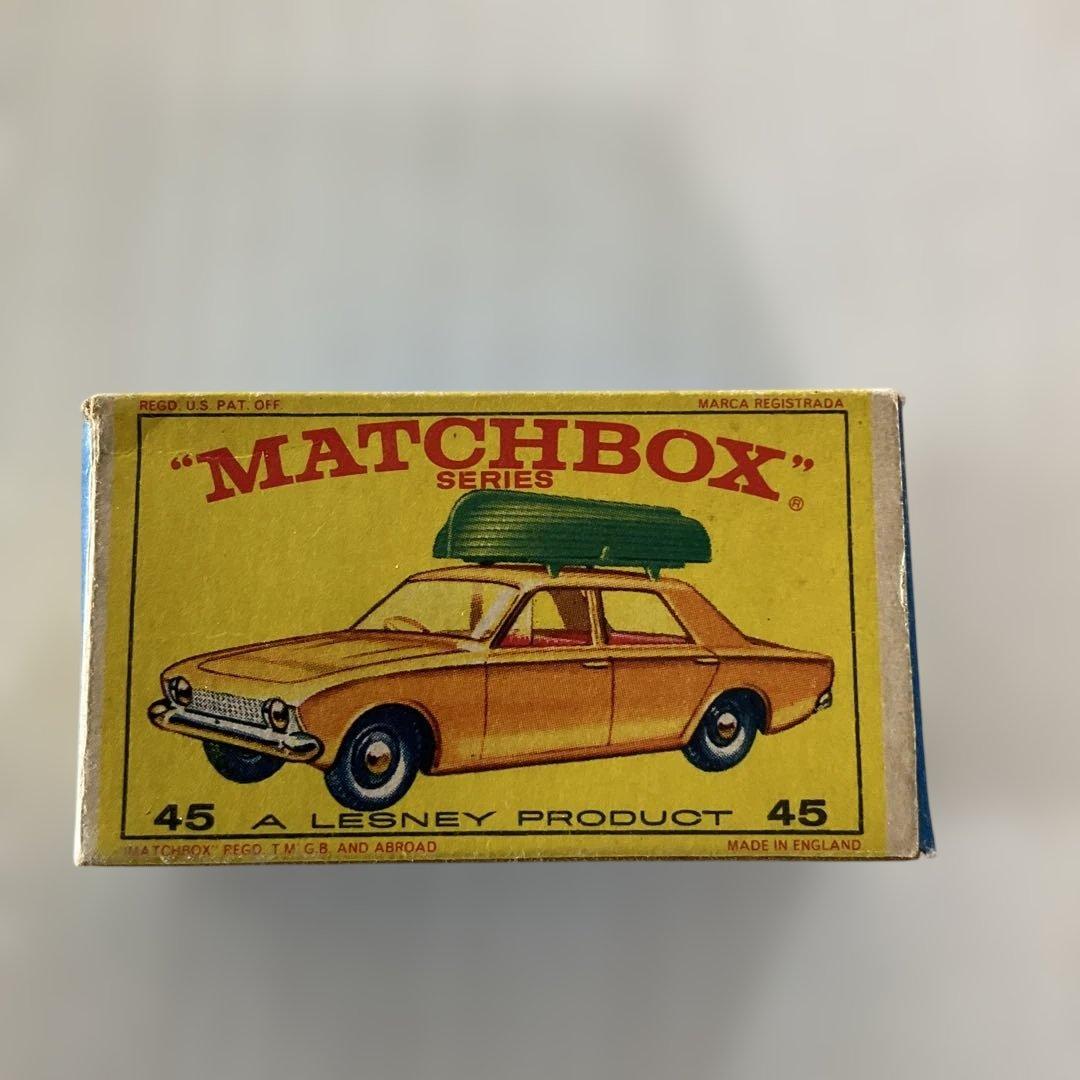 REGD. U.S. PAT. OFF. MARCA REGISTRADA
"MATCHBOX"®
SERIES
45 A LESNEY PRODUCT 45
"MATCHBOX" REGD. T.M. G.B. AND ABROAD MADE IN ENGLAND